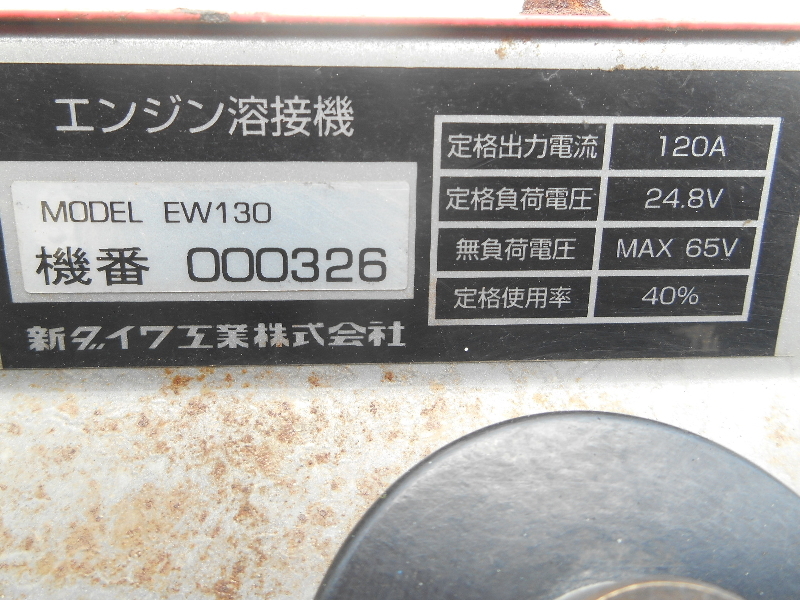 エンジン溶接機
MODEL EW130
機番 000326
新ダイワ工業株式会社
定格出力電流 120A
定格負荷電圧 24.8V
無負荷電圧 MAX 65V
定格使用率 40%